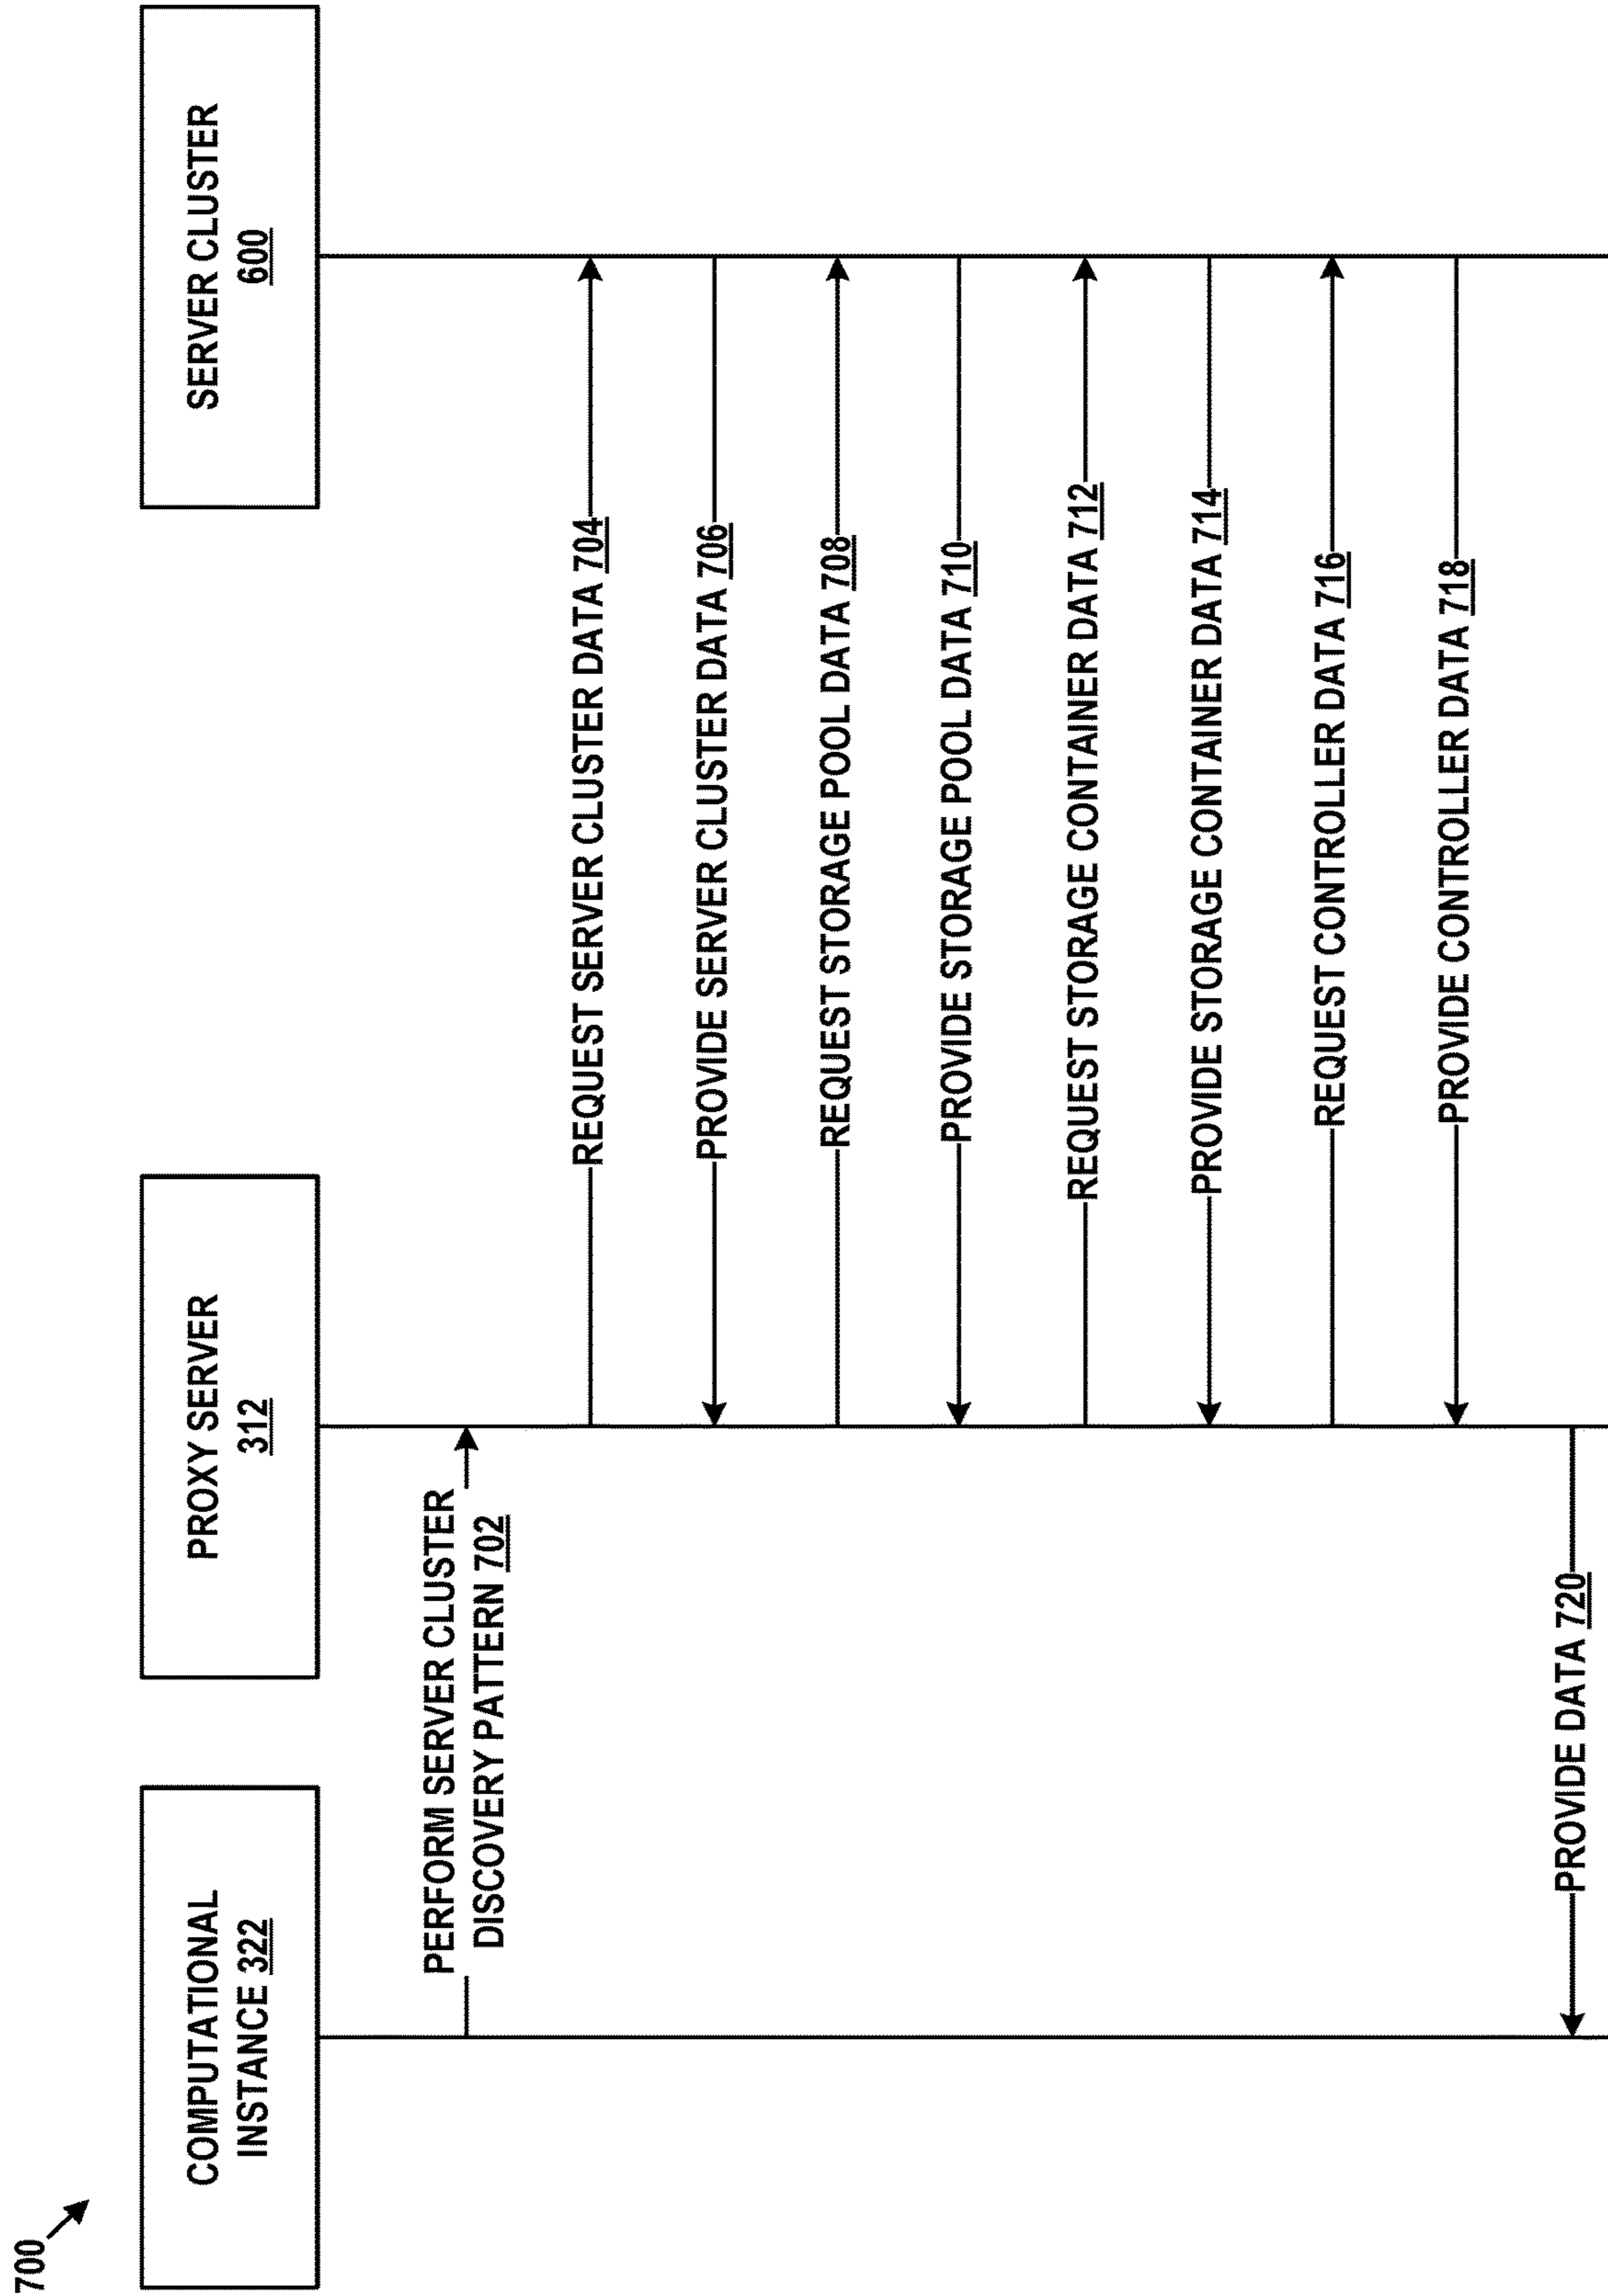 700
COMPUTATIONAL
INSTANCE 322
PROXY SERVER
312
SERVER CLUSTER
600
PERFORM SERVER CLUSTER
DISCOVERY PATTERN 702
REQUEST SERVER CLUSTER DATA 704
PROVIDE SERVER CLUSTER DATA 706
REQUEST STORAGE POOL DATA 708
PROVIDE STORAGE POOL DATA 710
REQUEST STORAGE CONTAINER DATA 712
PROVIDE STORAGE CONTAINER DATA 714
REQUEST CONTROLLER DATA 716
PROVIDE CONTROLLER DATA 718
PROVIDE DATA 720